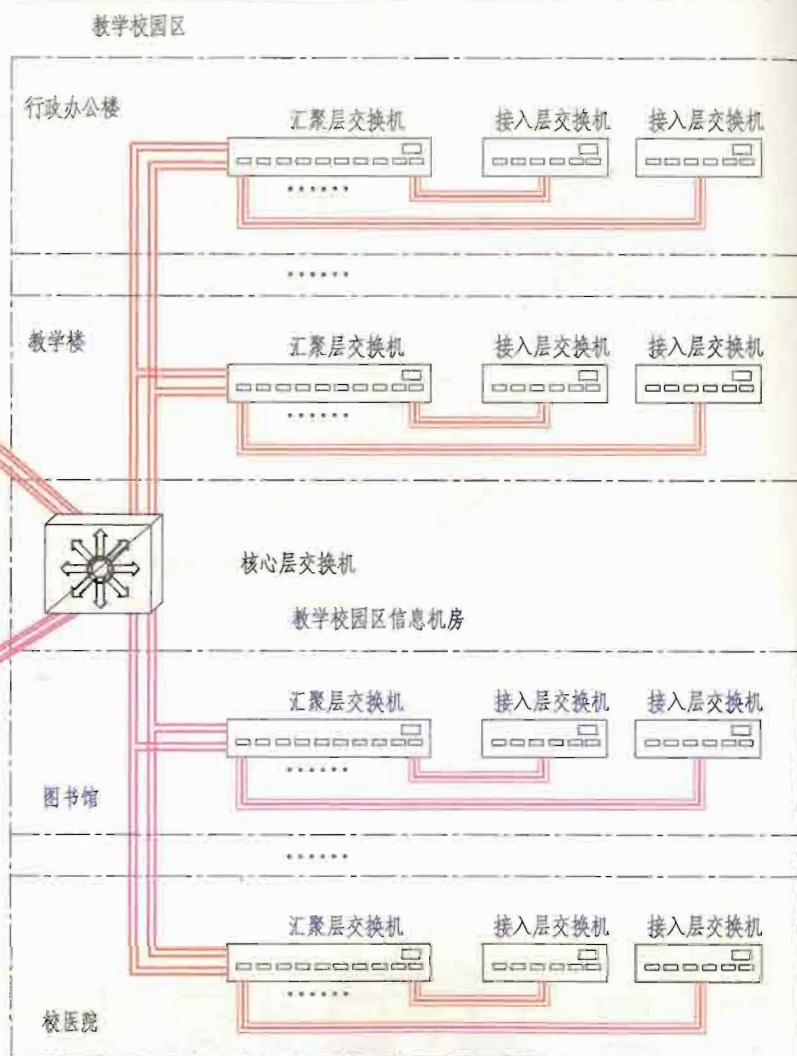 教学校园区
行政办公楼
汇聚层交换机 接入层交换机 接入层交换机
......
......
教学楼
汇聚层交换机 接入层交换机 接入层交换机
......
核心层交换机
教学校园区信息机房
汇聚层交换机 接入层交换机 接入层交换机
......
图书馆
......
汇聚层交换机 接入层交换机 接入层交换机
......
校医院